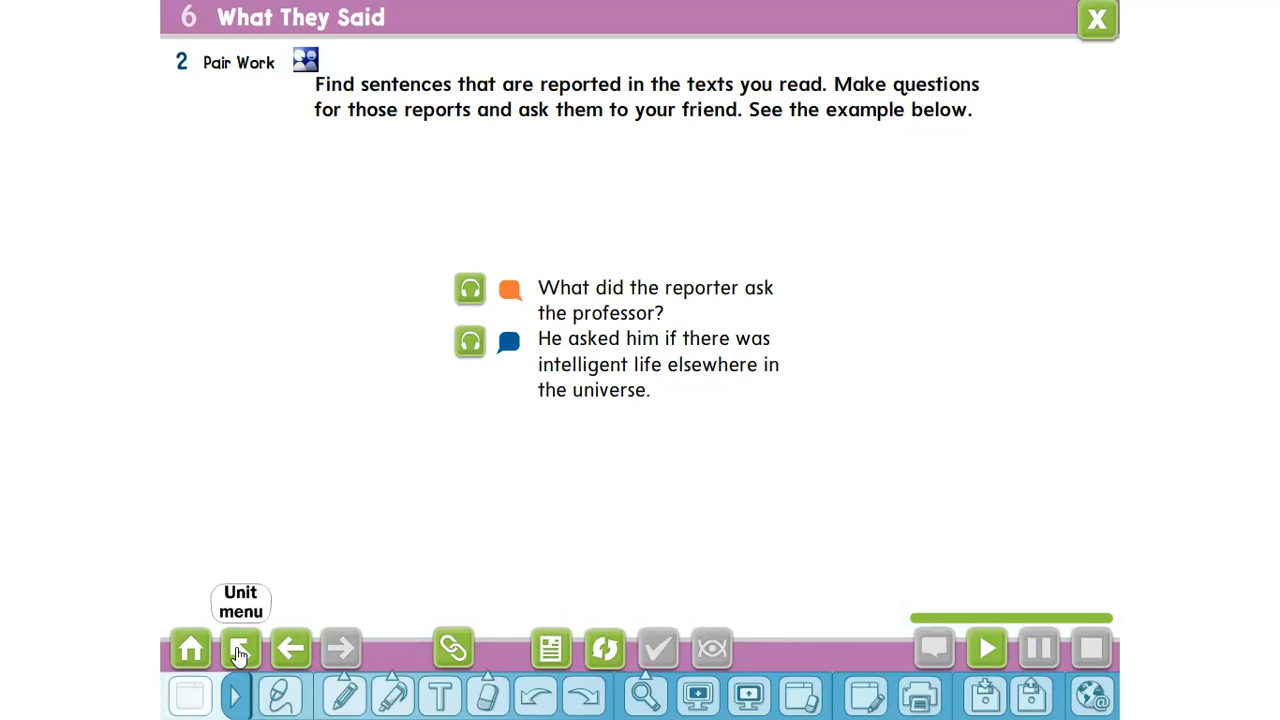 6 What They Said
X
2 Pair Work
Find sentences that are reported in the texts you read. Make questions
for those reports and ask them to your friend. See the example below.
What did the reporter ask
the professor?
He asked him if there was
intelligent life elsewhere in
the universe.
Unit
menu
T
@